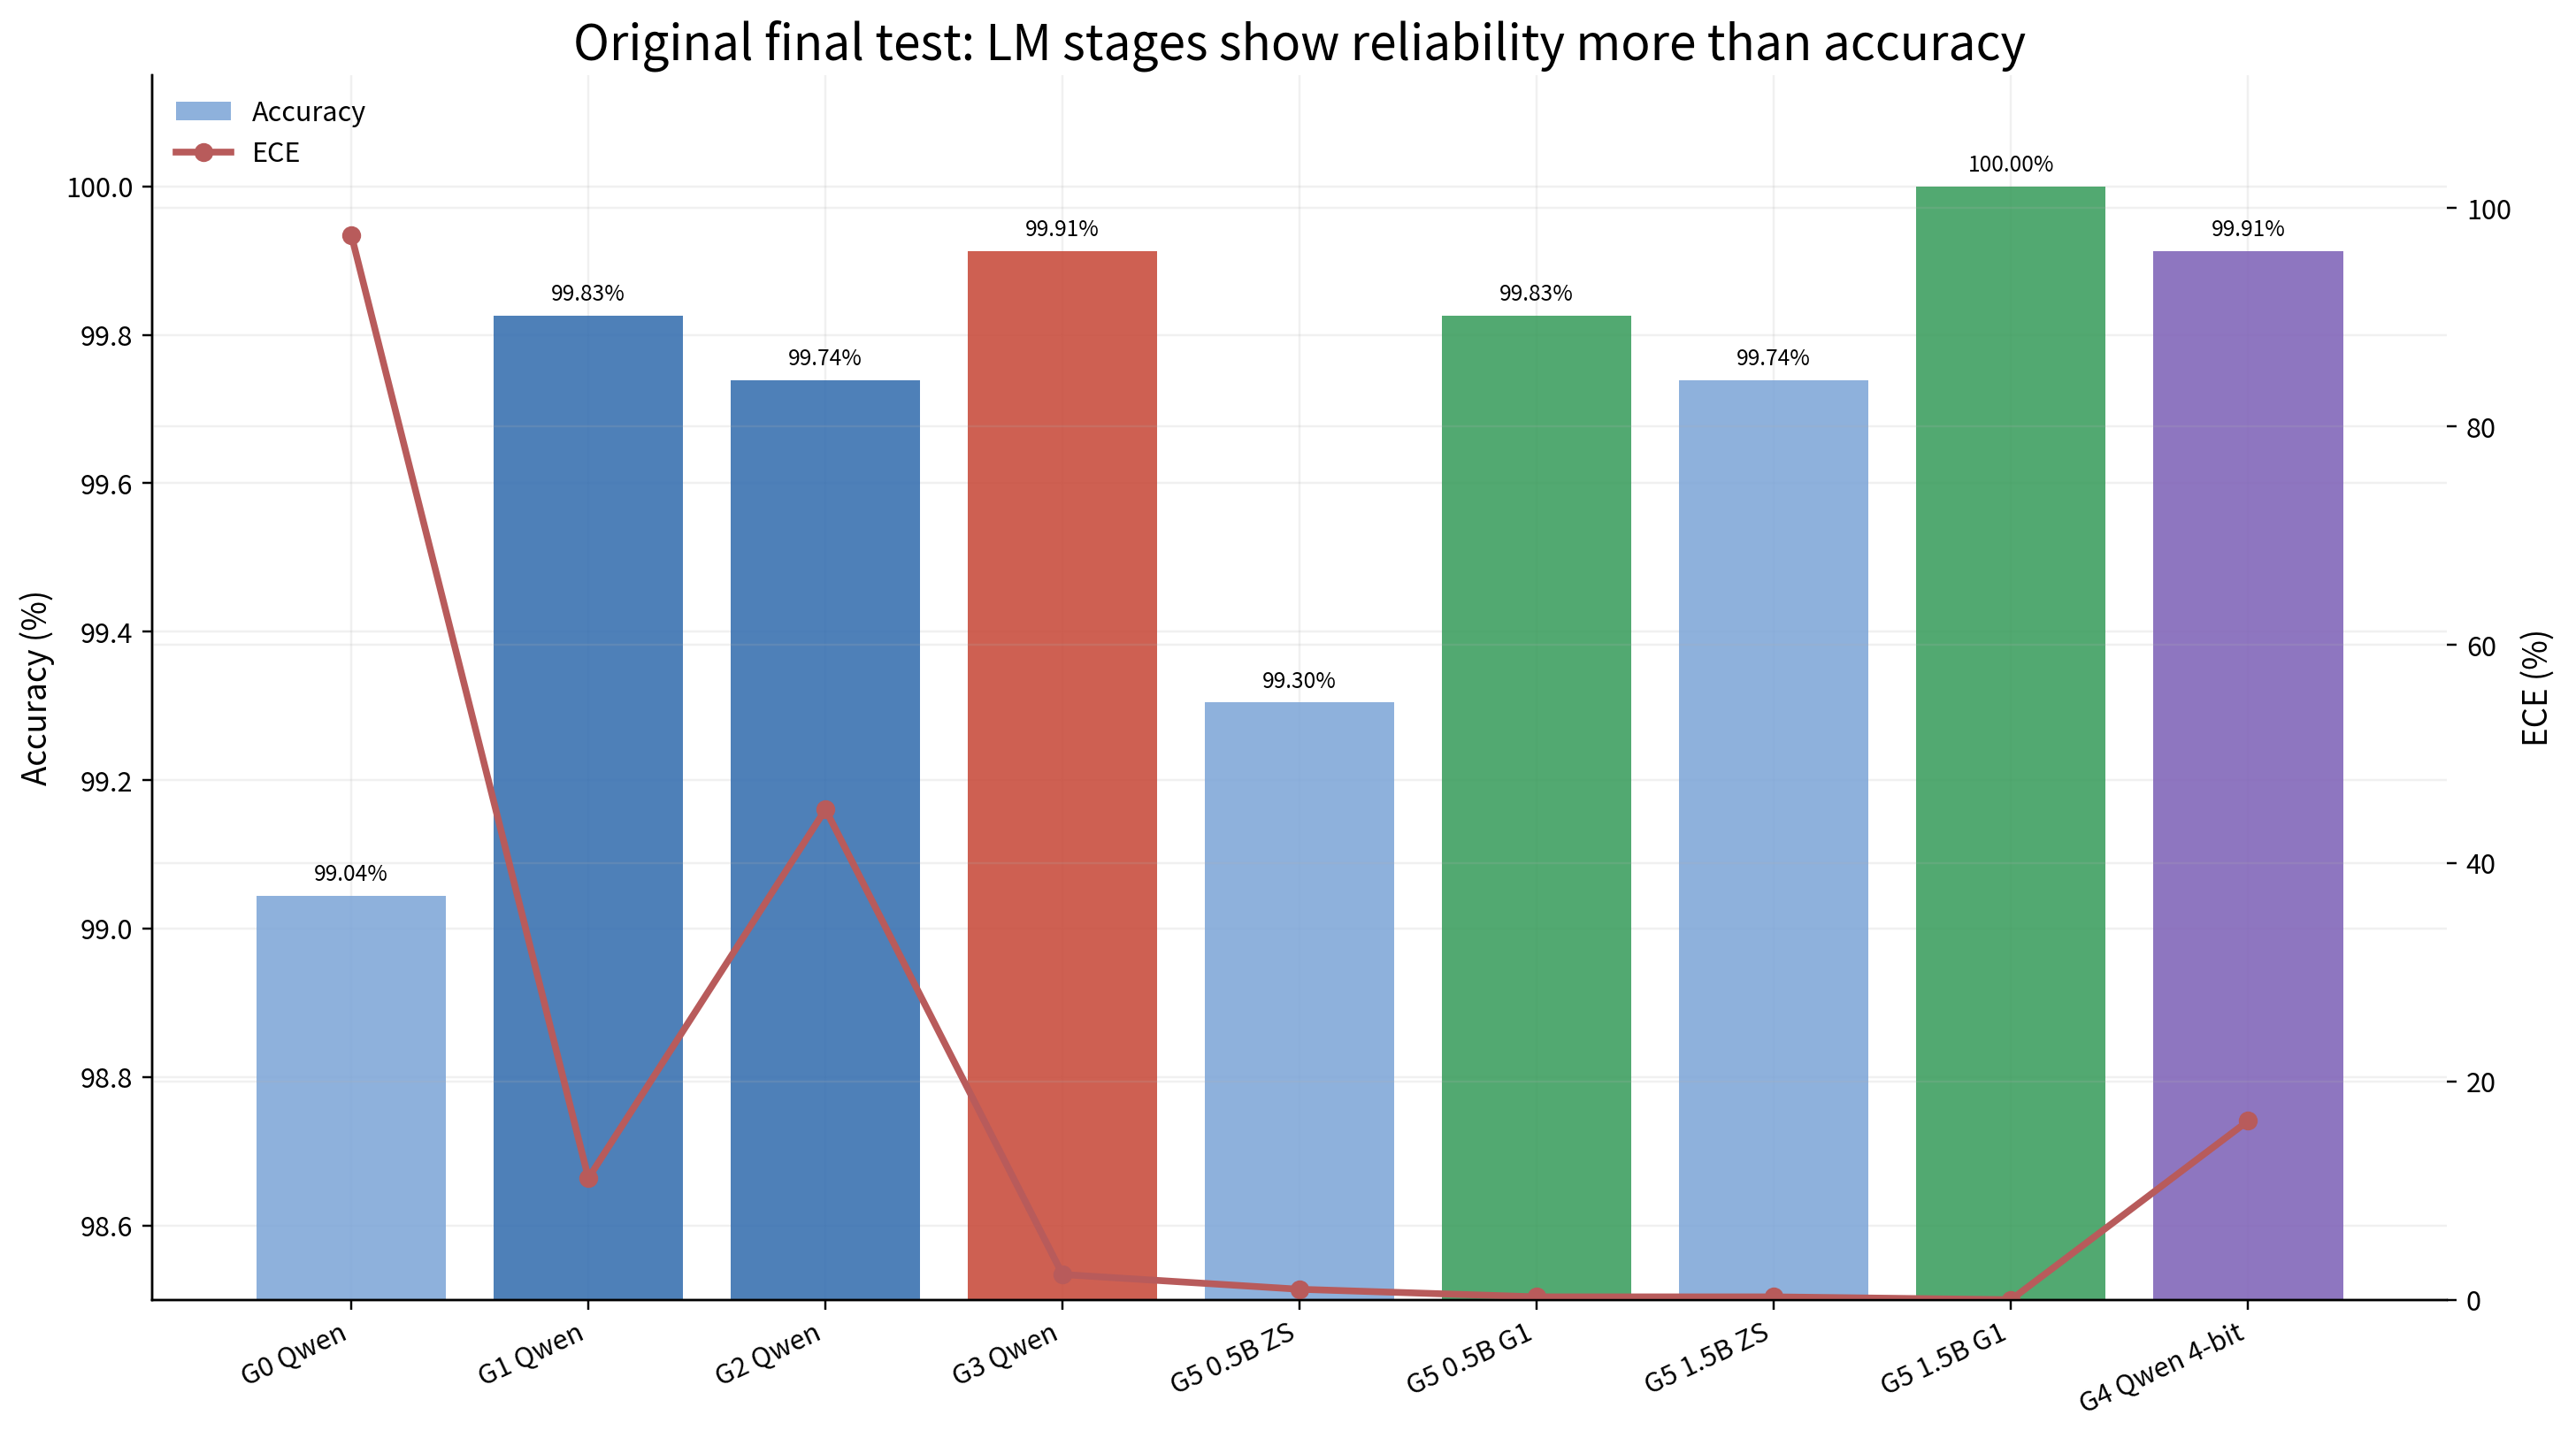 Original final test: LM stages show reliability more than accuracy
Accuracy
ECE
100.0
99.8
99.6
99.4
99.2
99.0
98.8
98.6
Accuracy (%)
99.04%
99.83%
99.74%
99.91%
99.30%
99.83%
99.74%
100.00%
99.91%
100
80
60
40
20
0
ECE (%)
G0 Qwen
G1 Qwen
G2 Qwen
G3 Qwen
G5 0.5B ZS
G5 0.5B G1
G5 1.5B ZS
G5 1.5B G1
G4 Qwen 4-bit